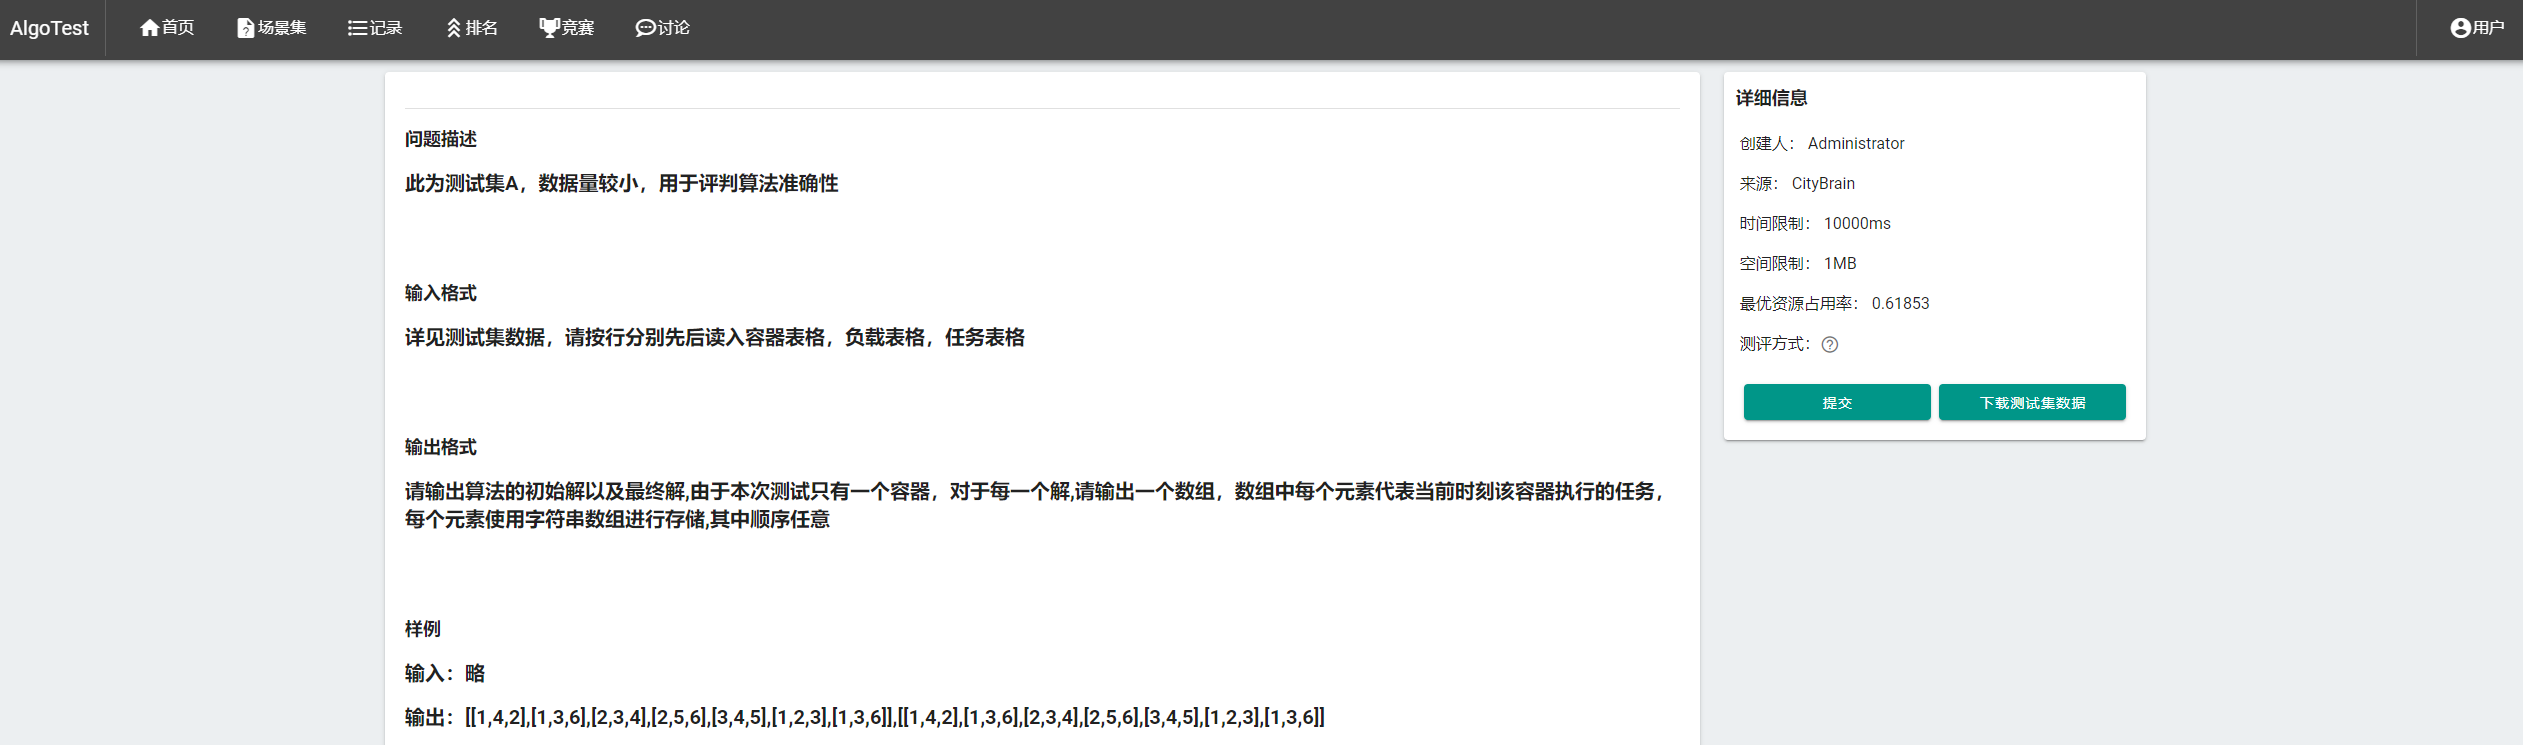 AlgoTest 首页 场景集 记录 排名 竞赛 讨论 用户
问题描述
此为测试集A，数据量较小，用于评判算法准确性
输入格式
详见测试集数据，请按行分别先后读入容器表格，负载表格，任务表格
输出格式
请输出算法的初始解以及最终解,由于本次测试只有一个容器，对于每一个解,请输出一个数组，数组中每个元素代表当前时刻该容器执行的任务，
每个元素使用字符串数组进行存储,其中顺序任意
样例
输入：略
输出：[[1,4,2],[1,3,6],[2,3,4],[2,5,6],[3,4,5],[1,2,3],[1,3,6]],[[1,4,2],[1,3,6],[2,3,4],[2,5,6],[3,4,5],[1,2,3],[1,3,6]]
详细信息
创建人： Administrator
来源： CityBrain
时间限制： 10000ms
空间限制： 1MB
最优资源占用率： 0.61853
测评方式：
提交 下载测试集数据